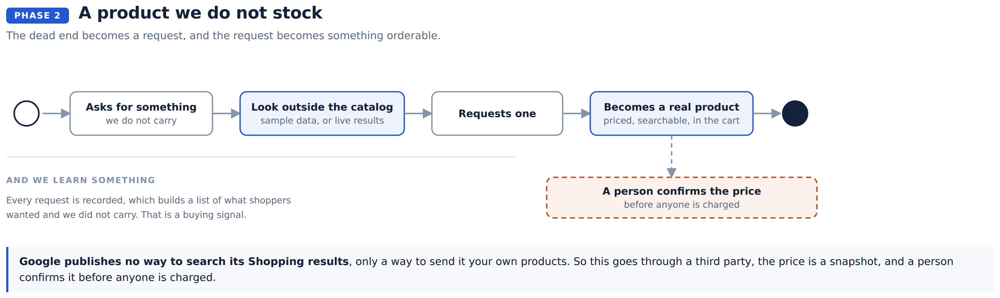 PHASE 2
A product we do not stock
The dead end becomes a request, and the request becomes something orderable.
Asks for something
we do not carry
Look outside the catalog
sample data, or live results
Requests one
Becomes a real product
priced, searchable, in the cart
AND WE LEARN SOMETHING
Every request is recorded, which builds a list of what shoppers
wanted and we did not carry. That is a buying signal.
A person confirms the price
before anyone is charged
Google publishes no way to search its Shopping results, only a way to send it your own products. So this goes through a third party, the price is a snapshot, and a person
confirms it before anyone is charged.